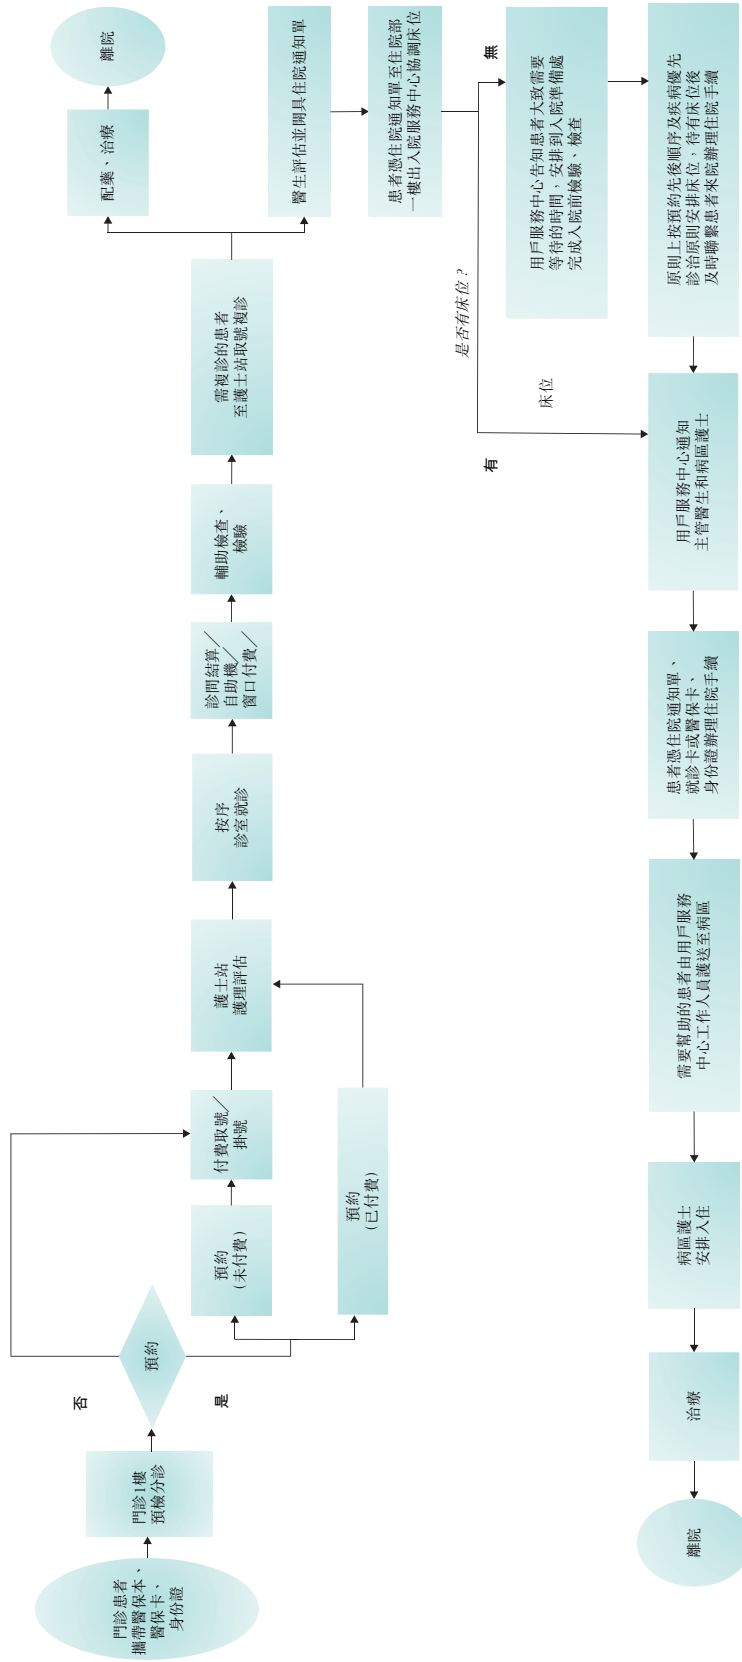 門診患者
攜帶醫保本、
醫保卡、
身份證
門診1樓
預檢分診
預約
否
是
預約
(未付費)
預約
(已付費)
付費取號／
掛號
護士站
護理評估
按序
診室就診
診間結算／
自助機／
窗口付費／
輔助檢查、
檢驗
需複診的患者
至護士站取號複診
配藥、治療
離院
醫生評估並開具住院通知單
患者憑住院通知單至住院部
一樓出入院服務中心協調床位
是否有床位？
無
有
床位
用戶服務中心告知患者大致需要
等待的時間，安排到入院準備處
完成入院前檢驗、檢查
原則上按預約先後順序及疾病優先
診治原則安排床位，待有床位後
及時聯繫患者來院辦理住院手續
用戶服務中心通知
主管醫生和病區護士
患者憑住院通知單、
就診卡或醫保卡、
身份證辦理住院手續
需要幫助的患者由用戶服務
中心工作人員護送至病區
病區護士
安排入住
治療
離院